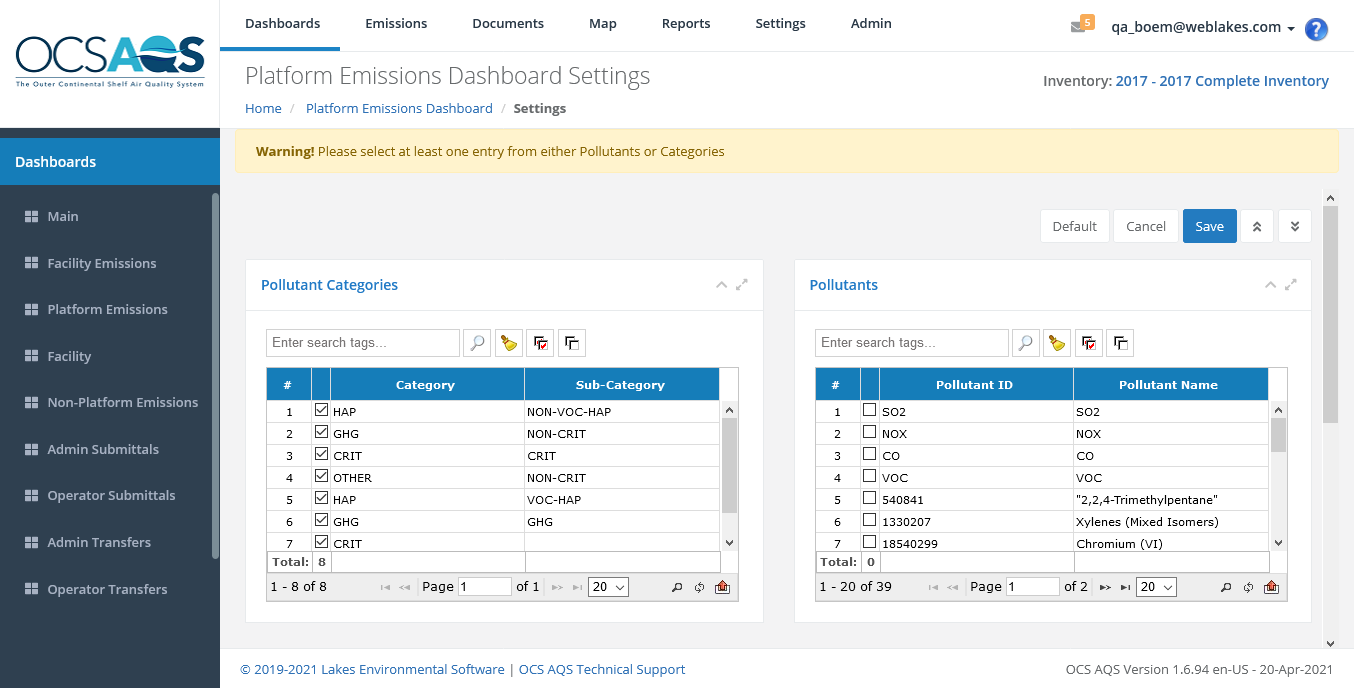 OCSAQS
The Outer Continental Shelf Air Quality System
Dashboards Emissions Documents Map Reports Settings Admin
5 qa_boem@weblakes.com ?
Platform Emissions Dashboard Settings
Inventory: 2017 - 2017 Complete Inventory
Home / Platform Emissions Dashboard / Settings
Warning! Please select at least one entry from either Pollutants or Categories
Dashboards
Main
Facility Emissions
Platform Emissions
Facility
Non-Platform Emissions
Admin Submittals
Operator Submittals
Admin Transfers
Operator Transfers
Default Cancel Save
Pollutant Categories
Enter search tags...
# Category Sub-Category
1 HAP NON-VOC-HAP
2 GHG NON-CRIT
3 CRIT CRIT
4 OTHER NON-CRIT
5 HAP VOC-HAP
6 GHG GHG
7 CRIT
Total: 8
1 - 8 of 8 Page 1 of 1 20
Pollutants
Enter search tags...
# Pollutant ID Pollutant Name
1 SO2 SO2
2 NOX NOX
3 CO CO
4 VOC VOC
5 540841 "2,2,4-Trimethylpentane"
6 1330207 Xylenes (Mixed Isomers)
7 18540299 Chromium (VI)
Total: 0
1 - 20 of 39 Page 1 of 2 20
© 2019-2021 Lakes Environmental Software | OCS AQS Technical Support
OCS AQS Version 1.6.94 en-US - 20-Apr-2021